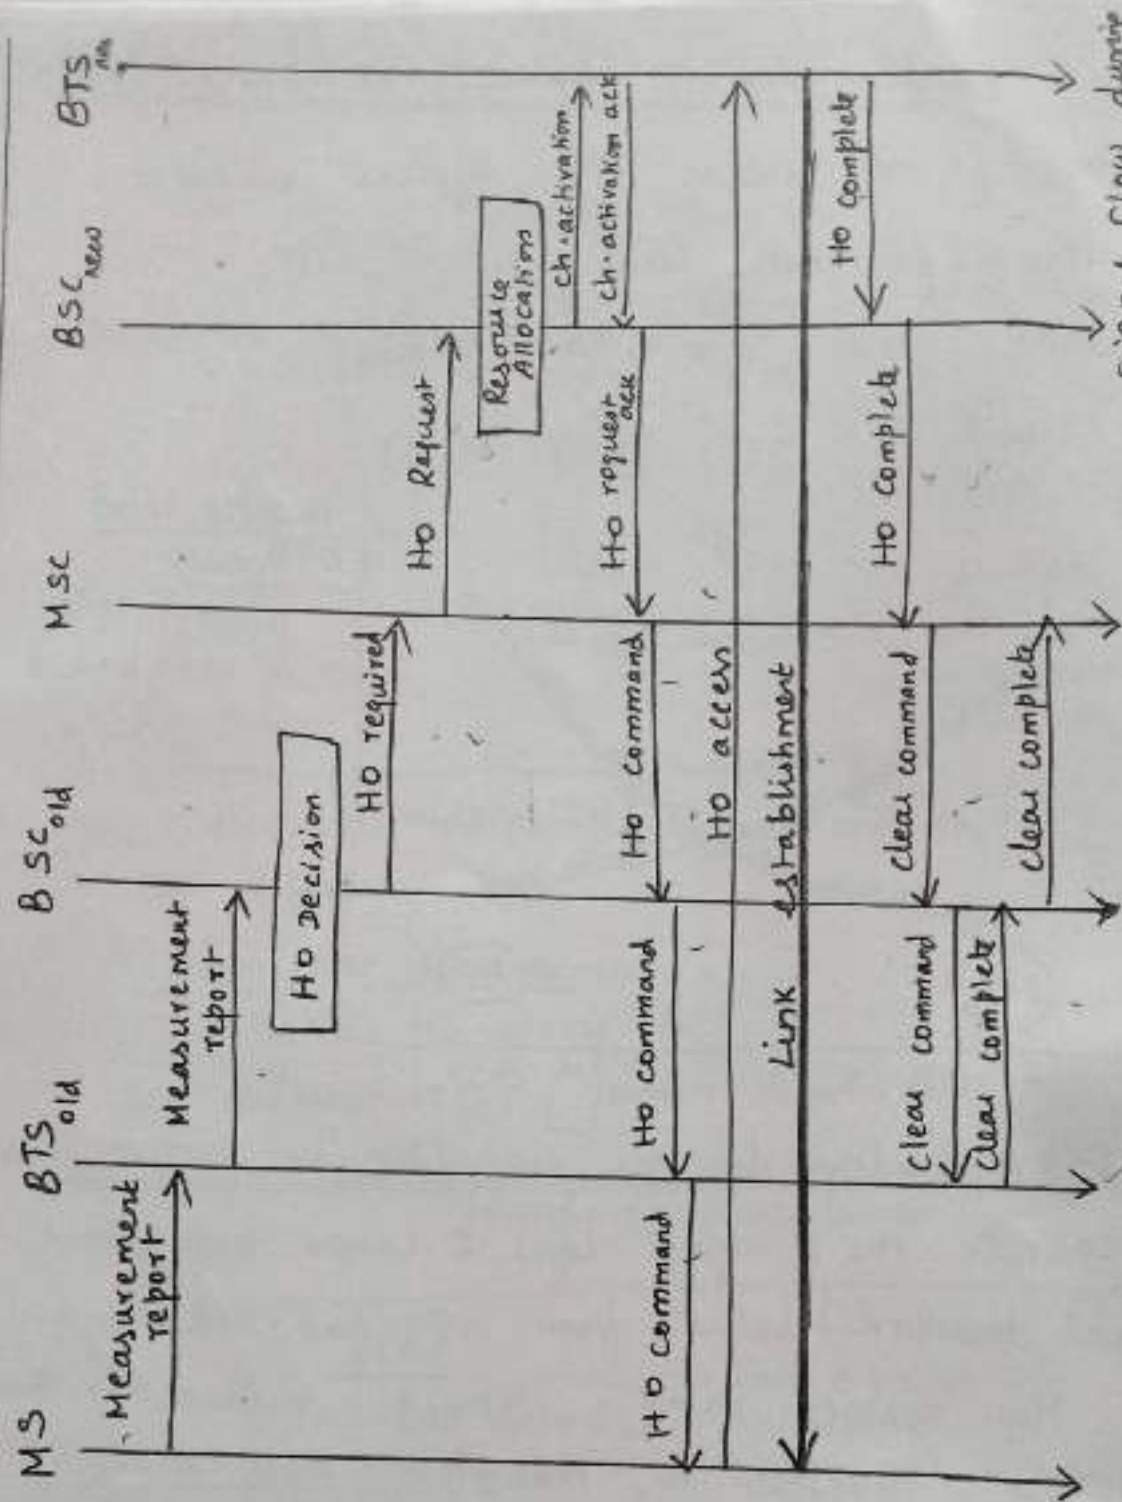 MS
BTS old
BSC old
MSC
BSC new
BTS new
Measurement
report
Measurement
report
HO Decision
HO required
HO Request
Resource
Allocation
ch. activation
ch. activation ack
HO request
ack
HO command
HO command
HO command
HO access
Link establishment
HO complete
HO complete
clear command
clear command
clear complete
clear complete